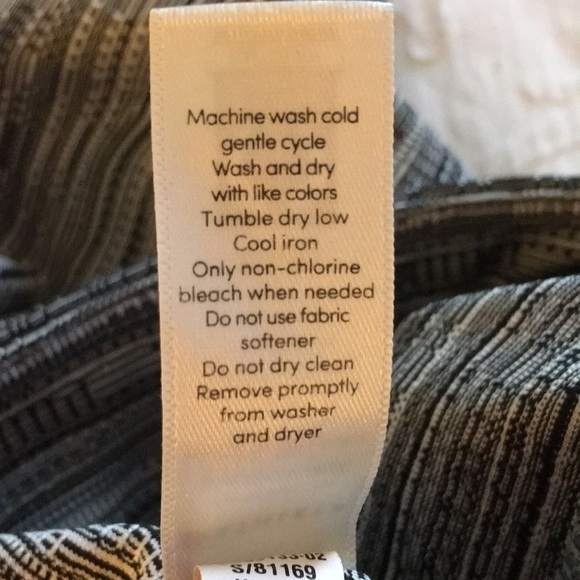 Machine wash cold
gentle cycle
Wash and dry
with like colors
Tumble dry low
Cool iron
Only non-chlorine
bleach when needed
Do not use fabric
softener
Do not dry clean
Remove promptly
from washer
and dryer
S/81169